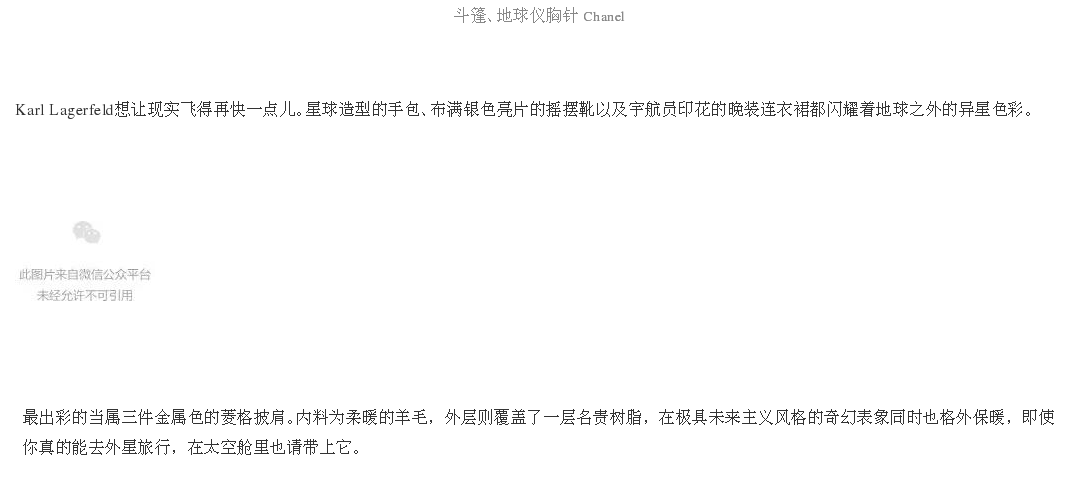 斗篷、地球仪胸针 Chanel
Karl Lagerfeld想让现实飞得再快一点儿。星球造型的手包、布满银色亮片的摇摆靴以及宇航员印花的晚装连衣裙都闪耀着地球之外的异星色彩。
此图片来自微信公众平台
未经允许不可引用
最出彩的当属三件金属色的菱格披肩。内料为柔暖的羊毛，外层则覆盖了一层名贵树脂，在极具未来主义风格的奇幻表象同时也格外保暖，即使
你真的能去外星旅行，在太空舱里也请带上它。